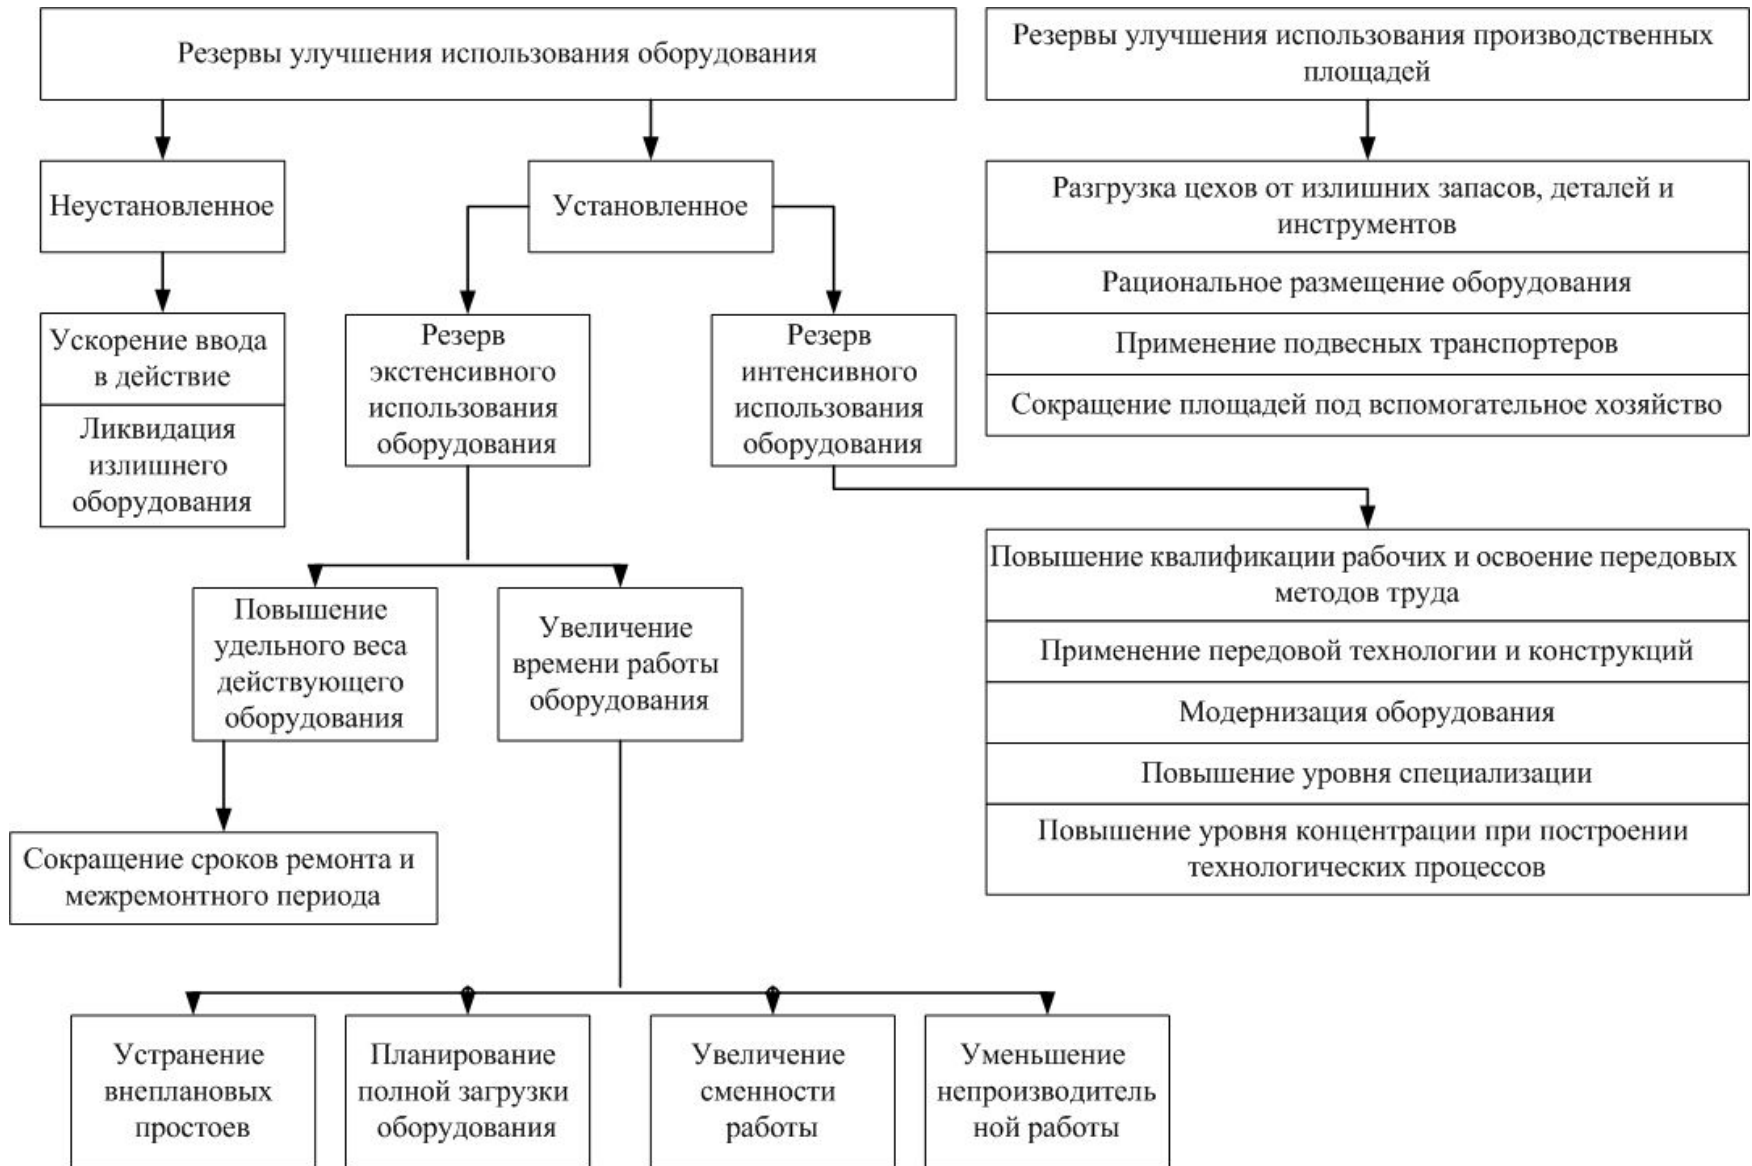 Резервы улучшения использования оборудования
Резервы улучшения использования производственных
площадей
Неустановленное
Установленное
Разгрузка цехов от излишних запасов, деталей и
инструментов
Рациональное размещение оборудования
Применение подвесных транспортеров
Сокращение площадей под вспомогательное хозяйство
Ускорение ввода
в действие
Ликвидация
излишнего
оборудования
Резерв
экстенсивного
использования
оборудования
Резерв
интенсивного
использования
оборудования
Повышение квалификации рабочих и освоение передовых
методов труда
Применение передовой технологии и конструкций
Модернизация оборудования
Повышение уровня специализации
Повышение уровня концентрации при построении
технологических процессов
Повышение
удельного веса
действующего
оборудования
Увеличение
времени работы
оборудования
Сокращение сроков ремонта и
межремонтного периода
Устранение
внеплановых
простоев
Планирование
полной загрузки
оборудования
Увеличение
сменности
работы
Уменьшение
непроизводитель
ной работы